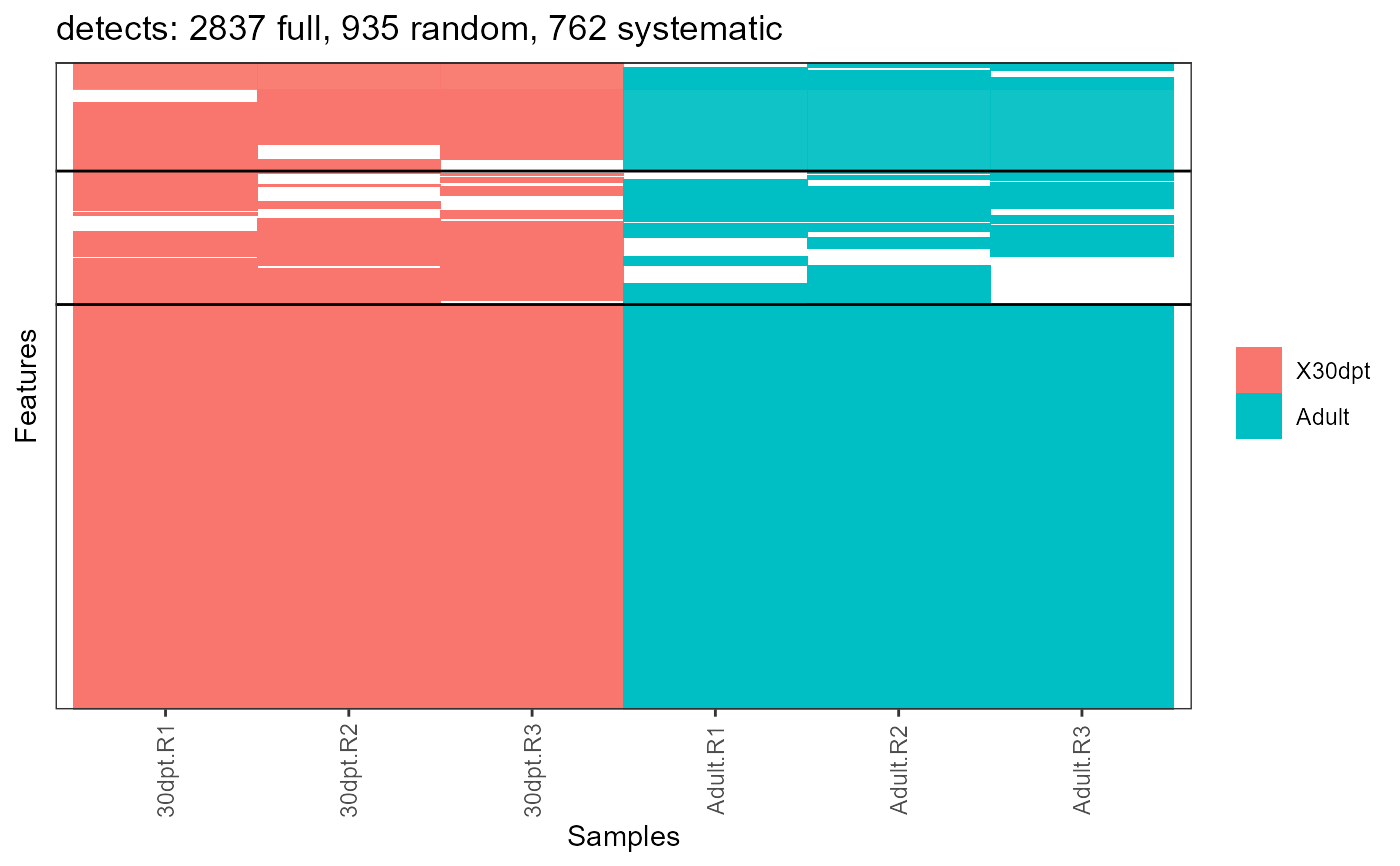 detects: 2837 full, 935 random, 762 systematic
Features
X30dpt
Adult
30dpt.R1
30dpt.R2
30dpt.R3
Adult.R1
Adult.R2
Adult.R3
Samples